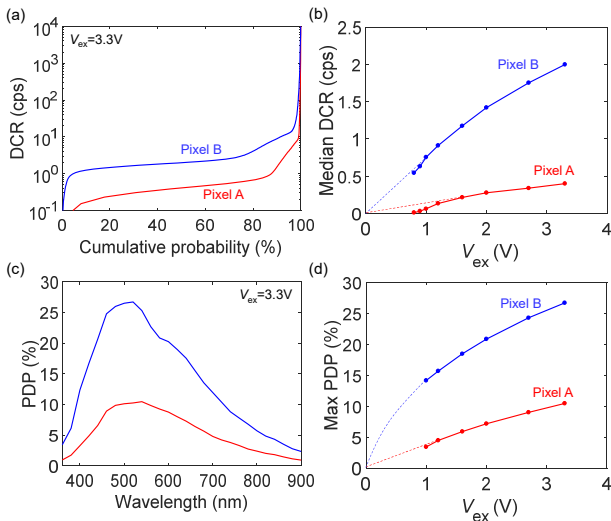 (a)
V_ex=3.3V
10^4
10^3
10^2
10^1
10^0
10^-1
DCR (cps)
Pixel B
Pixel A
0 20 40 60 80 100
Cumulative probability (%)
(b)
2.5
2
1.5
1
0.5
0
Median DCR (cps)
Pixel B
Pixel A
0 1 2 3 4
V_ex (V)
(c)
V_ex=3.3V
30
25
20
15
10
5
0
PDP (%)
400 500 600 700 800 900
Wavelength (nm)
(d)
30
25
20
15
10
5
0
Max PDP (%)
Pixel B
Pixel A
0 1 2 3 4
V_ex (V)